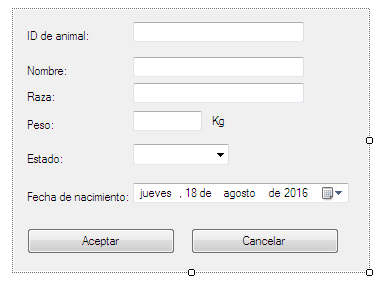 ID de animal:
Nombre:
Raza:
Peso: Kg
Estado:
Fecha de nacimiento: jueves , 18 de agosto de 2016
Aceptar Cancelar